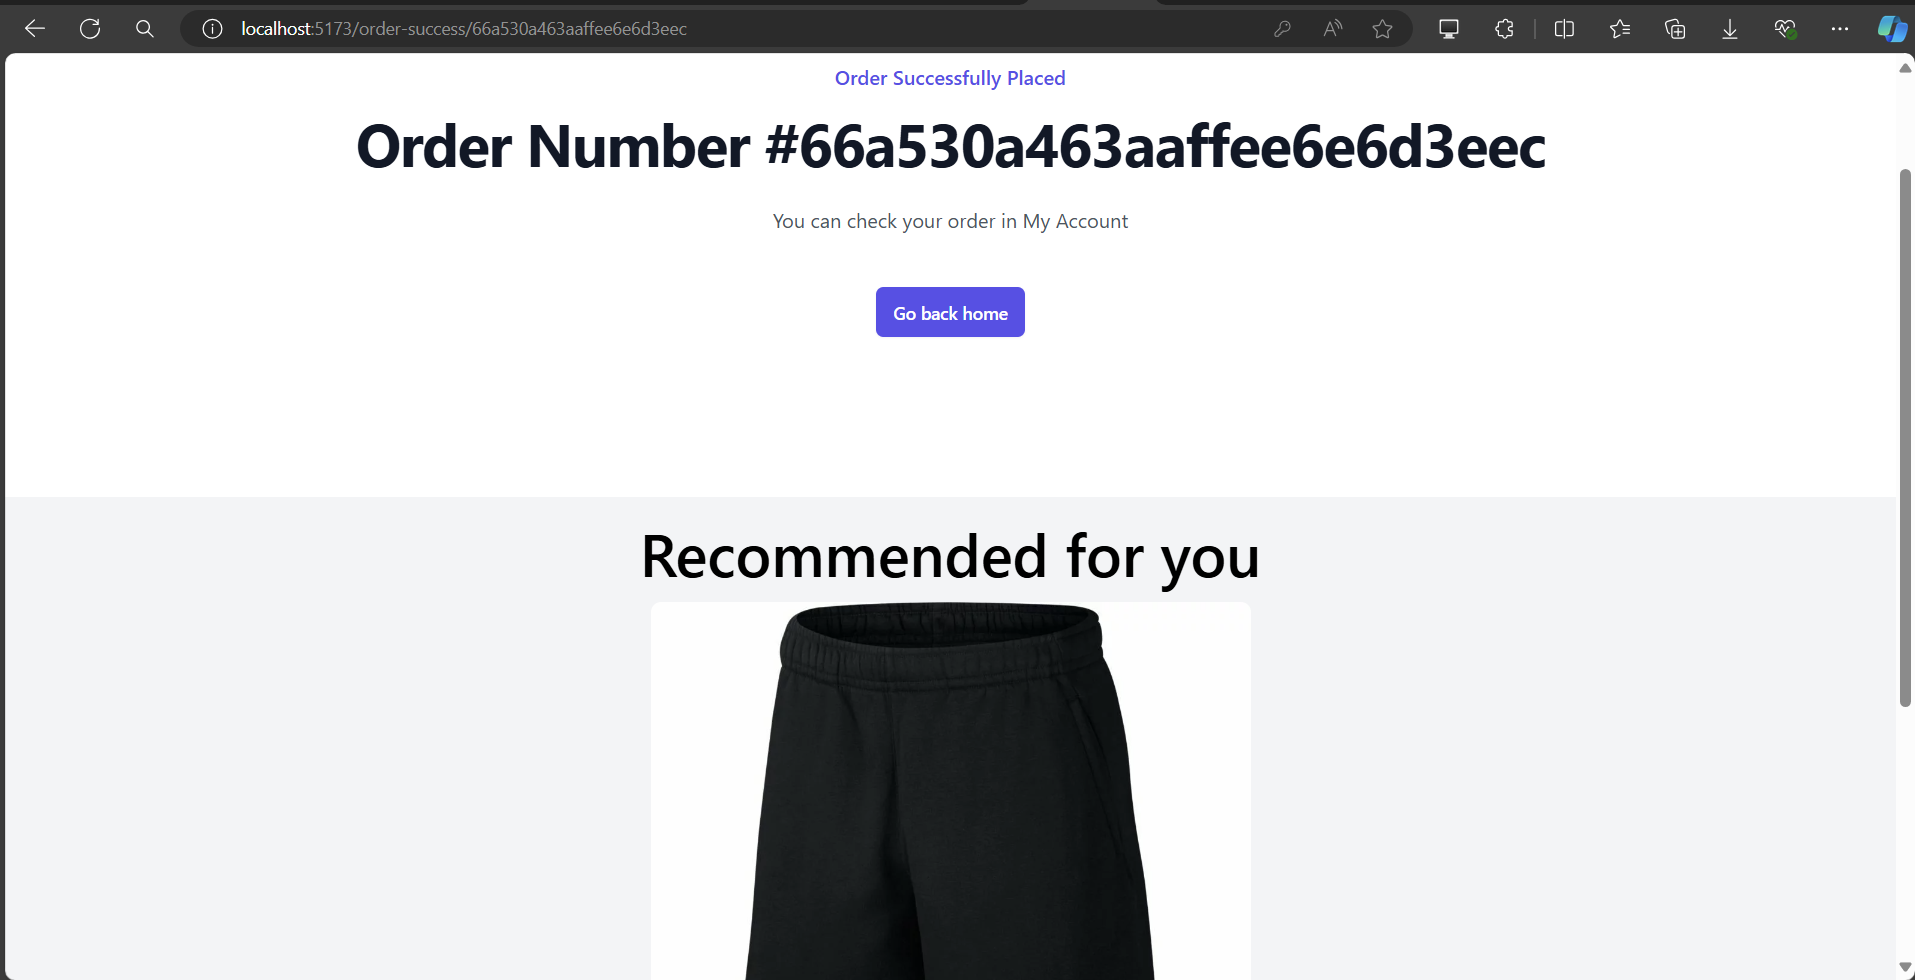 localhost:5173/order-success/66a530a463aaffee6e6d3eec
Order Successfully Placed
Order Number #66a530a463aaffee6e6d3eec
You can check your order in My Account
Go back home
Recommended for you